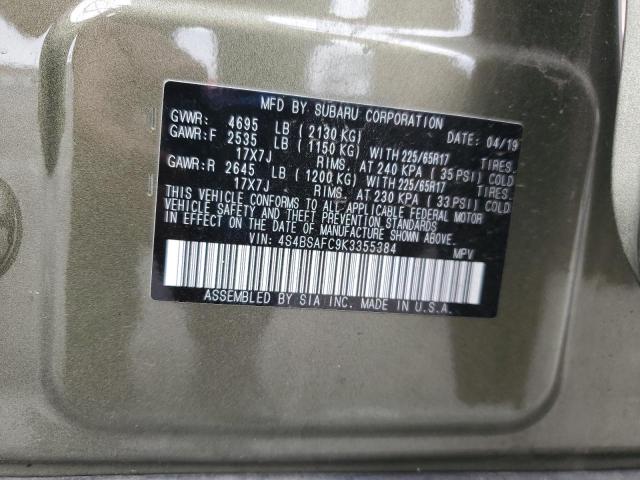 MFD BY SUBARU CORPORATION
GVWR: 4695 LB ( 2130 KG) DATE: 04/19
GAWR:F 2535 LB ( 1150 KG) WITH 225/65R17 TIRES.
17X7J RIMS. AT 240 KPA ( 35 PSI) COLD
GAWR:R 2645 LB ( 1200 KG) WITH 225/65R17 TIRES.
17X7J RIMS. AT 230 KPA ( 33 PSI) COLD
THIS VEHICLE CONFORMS TO ALL APPLICABLE FEDERAL MOTOR
VEHICLE SAFETY AND THEFT PREVENTION STANDARDS
IN EFFECT ON THE DATE OF MANUFACTURE SHOWN ABOVE.
VIN: 4S4BSAFC9K3355384 MPV
ASSEMBLED BY SIA INC. MADE IN U.S.A.